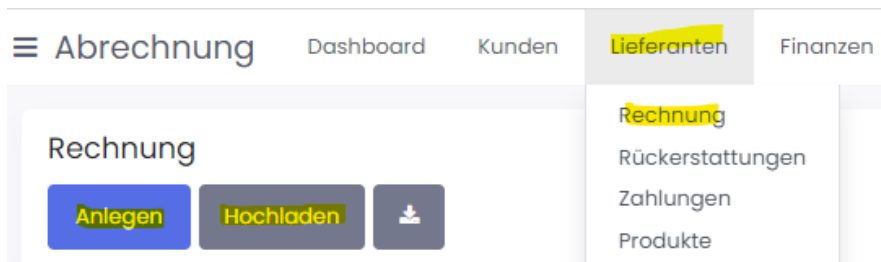 Abrechnung Dashboard Kunden Lieferanten Finanzen
Rechnung
Rechnung
Rückerstattungen
Anlegen Hochladen
Zahlungen
Produkte